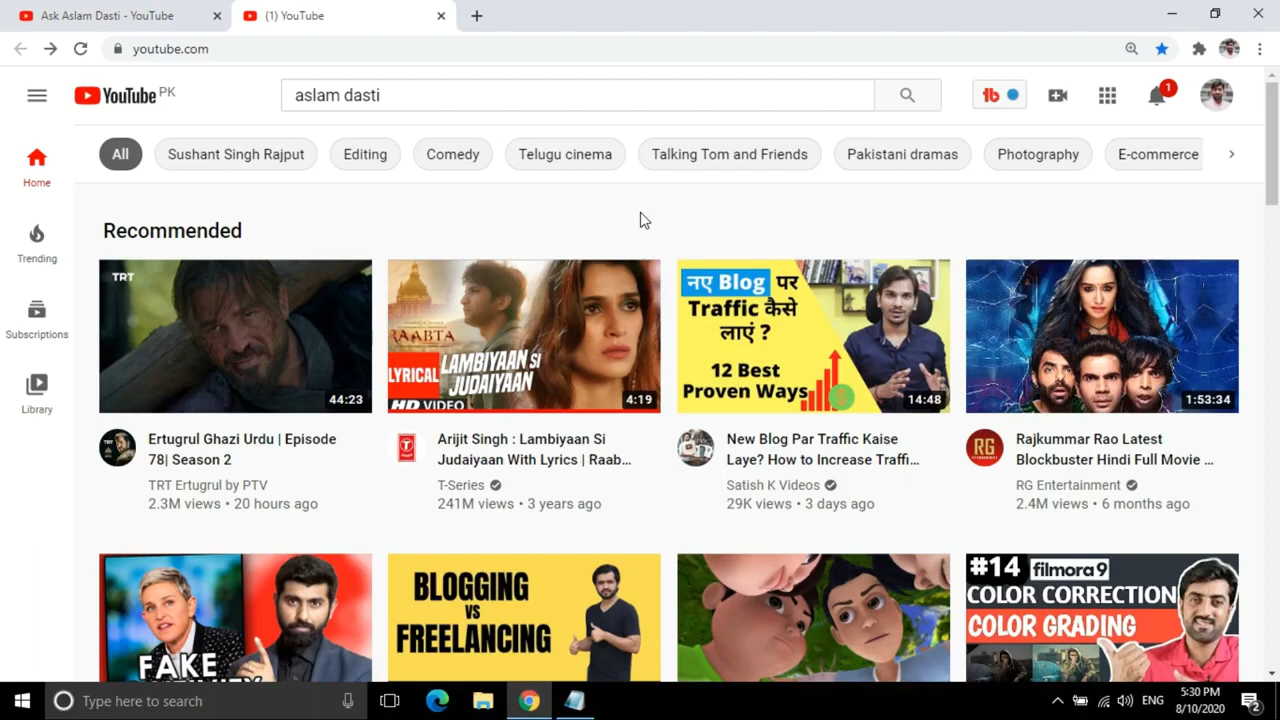 Ask Aslam Dasti - YouTube
(1) YouTube
youtube.com
YouTube PK
aslam dasti
1
All
Sushant Singh Rajput
Editing
Comedy
Telugu cinema
Talking Tom and Friends
Pakistani dramas
Photography
E-commerce
Home
Trending
Subscriptions
Library
Recommended
TRT
44:23
Ertugrul Ghazi Urdu | Episode
78| Season 2
TRT Ertugrul by PTV
2.3M views • 20 hours ago
RAABTA
LYRICAL
LAMBIYAAN SI
JUDAIYAAN
HD VIDEO
4:19
Arijit Singh : Lambiyaan Si
Judaiyaan With Lyrics | Raab...
T-Series
241M views • 3 years ago
नए Blog पर
Traffic कैसे
लाएं ?
12 Best
Proven Ways
14:48
New Blog Par Traffic Kaise
Laye? How to Increase Traffi...
Satish K Videos
29K views • 3 days ago
1:53:34
RG
Rajkummar Rao Latest
Blockbuster Hindi Full Movie ...
RG Entertainment
2.4M views • 6 months ago
FAKE
BLOGGING
VS
FREELANCING
#14 filmora9
COLOR CORRECTION
COLOR GRADING
Type here to search
ENG
5:30 PM
8/10/2020
2